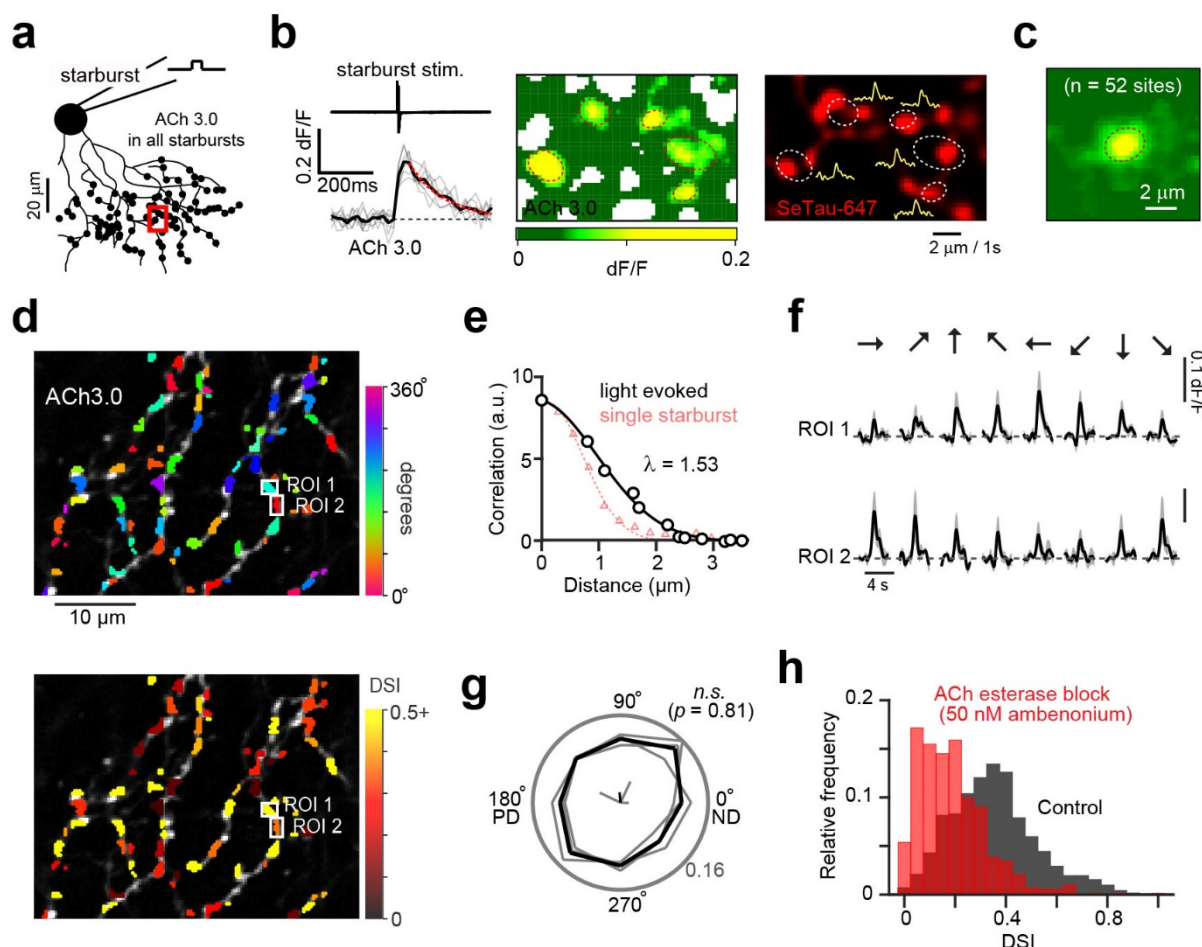 a
starburst
ACh 3.0
in all starbursts
20 µm
b
starburst stim.
0.2 dF/F
200ms
ACh 3.0
ACh 3.0
0
0.2
dF/F
SeTau-647
2 µm / 1s
c
(n = 52 sites)
2 µm
d
ACh3.0
360°
degrees
0°
ROI 1
ROI 2
10 µm
DSI
0.5+
0
ROI 1
ROI 2
e
10
5
0
Correlation (a.u.)
light evoked
single starburst
λ = 1.53
0
1
2
3
Distance (µm)
f
0.1 dF/F
ROI 1
ROI 2
4 s
g
n.s.
(p = 0.81)
90°
180°
PD
0°
ND
0.16
270°
h
ACh esterase block
(50 nM ambenonium)
Control
0.2
0.1
0
Relative frequency
0
0.4
0.8
DSI